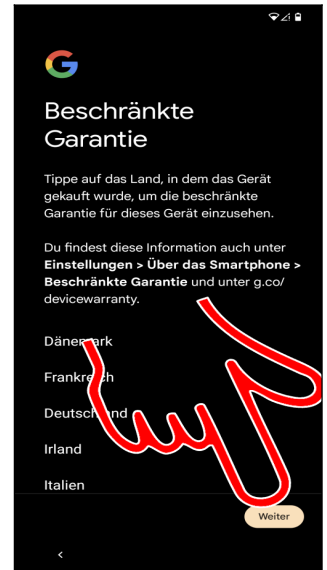 Beschränkte
Garantie
Tippe auf das Land, in dem das Gerät
gekauft wurde, um die beschränkte
Garantie für dieses Gerät einzusehen.
Du findest diese Information auch unter
Einstellungen > Über das Smartphone >
Beschränkte Garantie und unter g.co/
devicewarranty.
Dänemark
Frankreich
Deutschland
Irland
Italien
Weiter